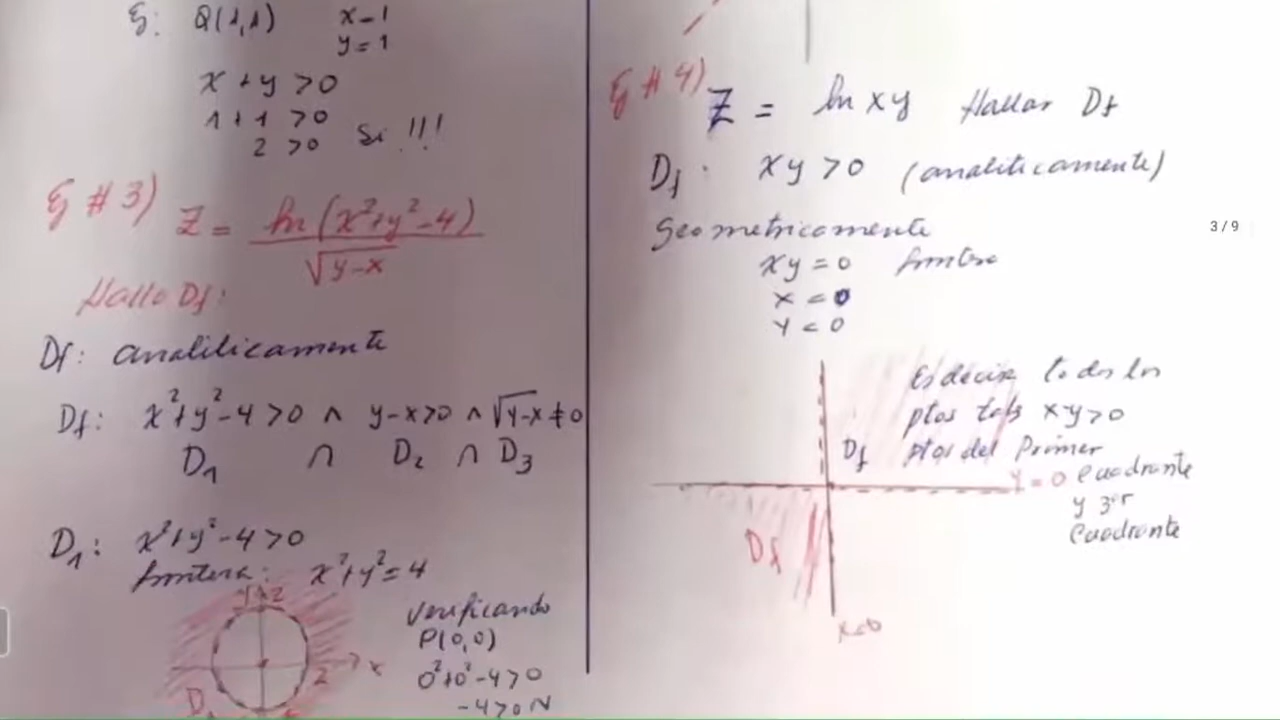 Ej: Q(1,1) x=1
y=1
x+y>0
1+1>0
2>0 Si !!!
Ej #3) Z = ln(x²+y²-4) / √(y-x)
Hallo Df:
Df: analiticamente
Df: x²+y²-4>0 ∧ y-x>0 ∧ √y-x≠0
D₁ ∩ D₂ ∩ D₃
D₁: x²+y²-4>0
frontera: x²+y²=4
y
2
x
2
D₁
Verificando
P(0,0)
0²+0²-4>0
-4>0 N
Ej #4) Z = ln xy Hallar Df
Df: xy>0 (analiticamente)
Geometricamente
xy=0 frontera
x=0
y=0
Es decir todos los
ptos tals xy>0
Df ptos del Primer
y=0 Cuadrante
y 3er
Cuadrante
Df
x=0
3/9